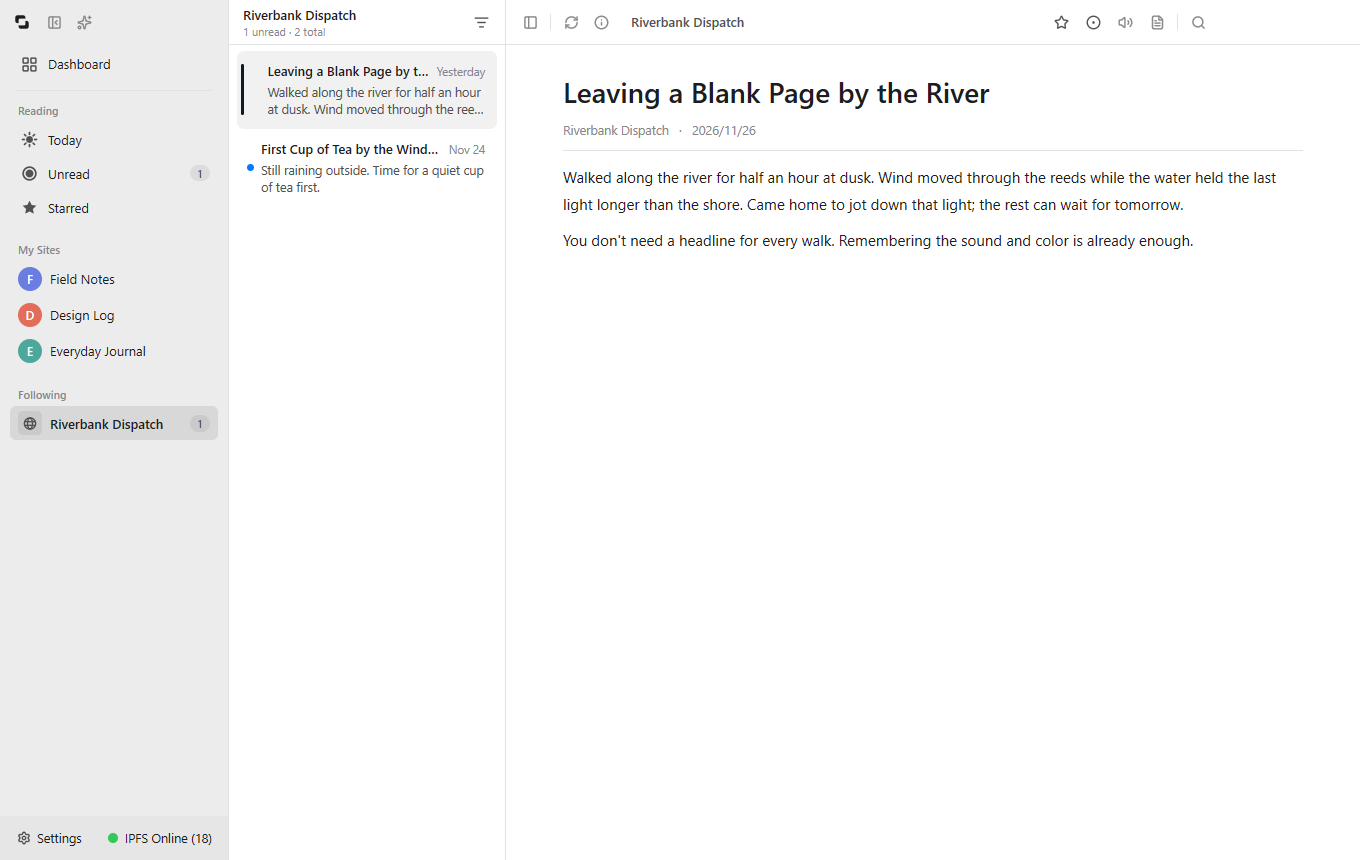 Dashboard
Reading
Today
Unread 1
Starred
My Sites
F Field Notes
D Design Log
E Everyday Journal
Following
Riverbank Dispatch 1
Settings
IPFS Online (18)
Riverbank Dispatch
1 unread · 2 total
Leaving a Blank Page by t... Yesterday
Walked along the river for half an hour
at dusk. Wind moved through the ree...
First Cup of Tea by the Wind... Nov 24
Still raining outside. Time for a quiet cup
of tea first.
Riverbank Dispatch
Leaving a Blank Page by the River
Riverbank Dispatch · 2026/11/26
Walked along the river for half an hour at dusk. Wind moved through the reeds while the water held the last
light longer than the shore. Came home to jot down that light; the rest can wait for tomorrow.
You don't need a headline for every walk. Remembering the sound and color is already enough.